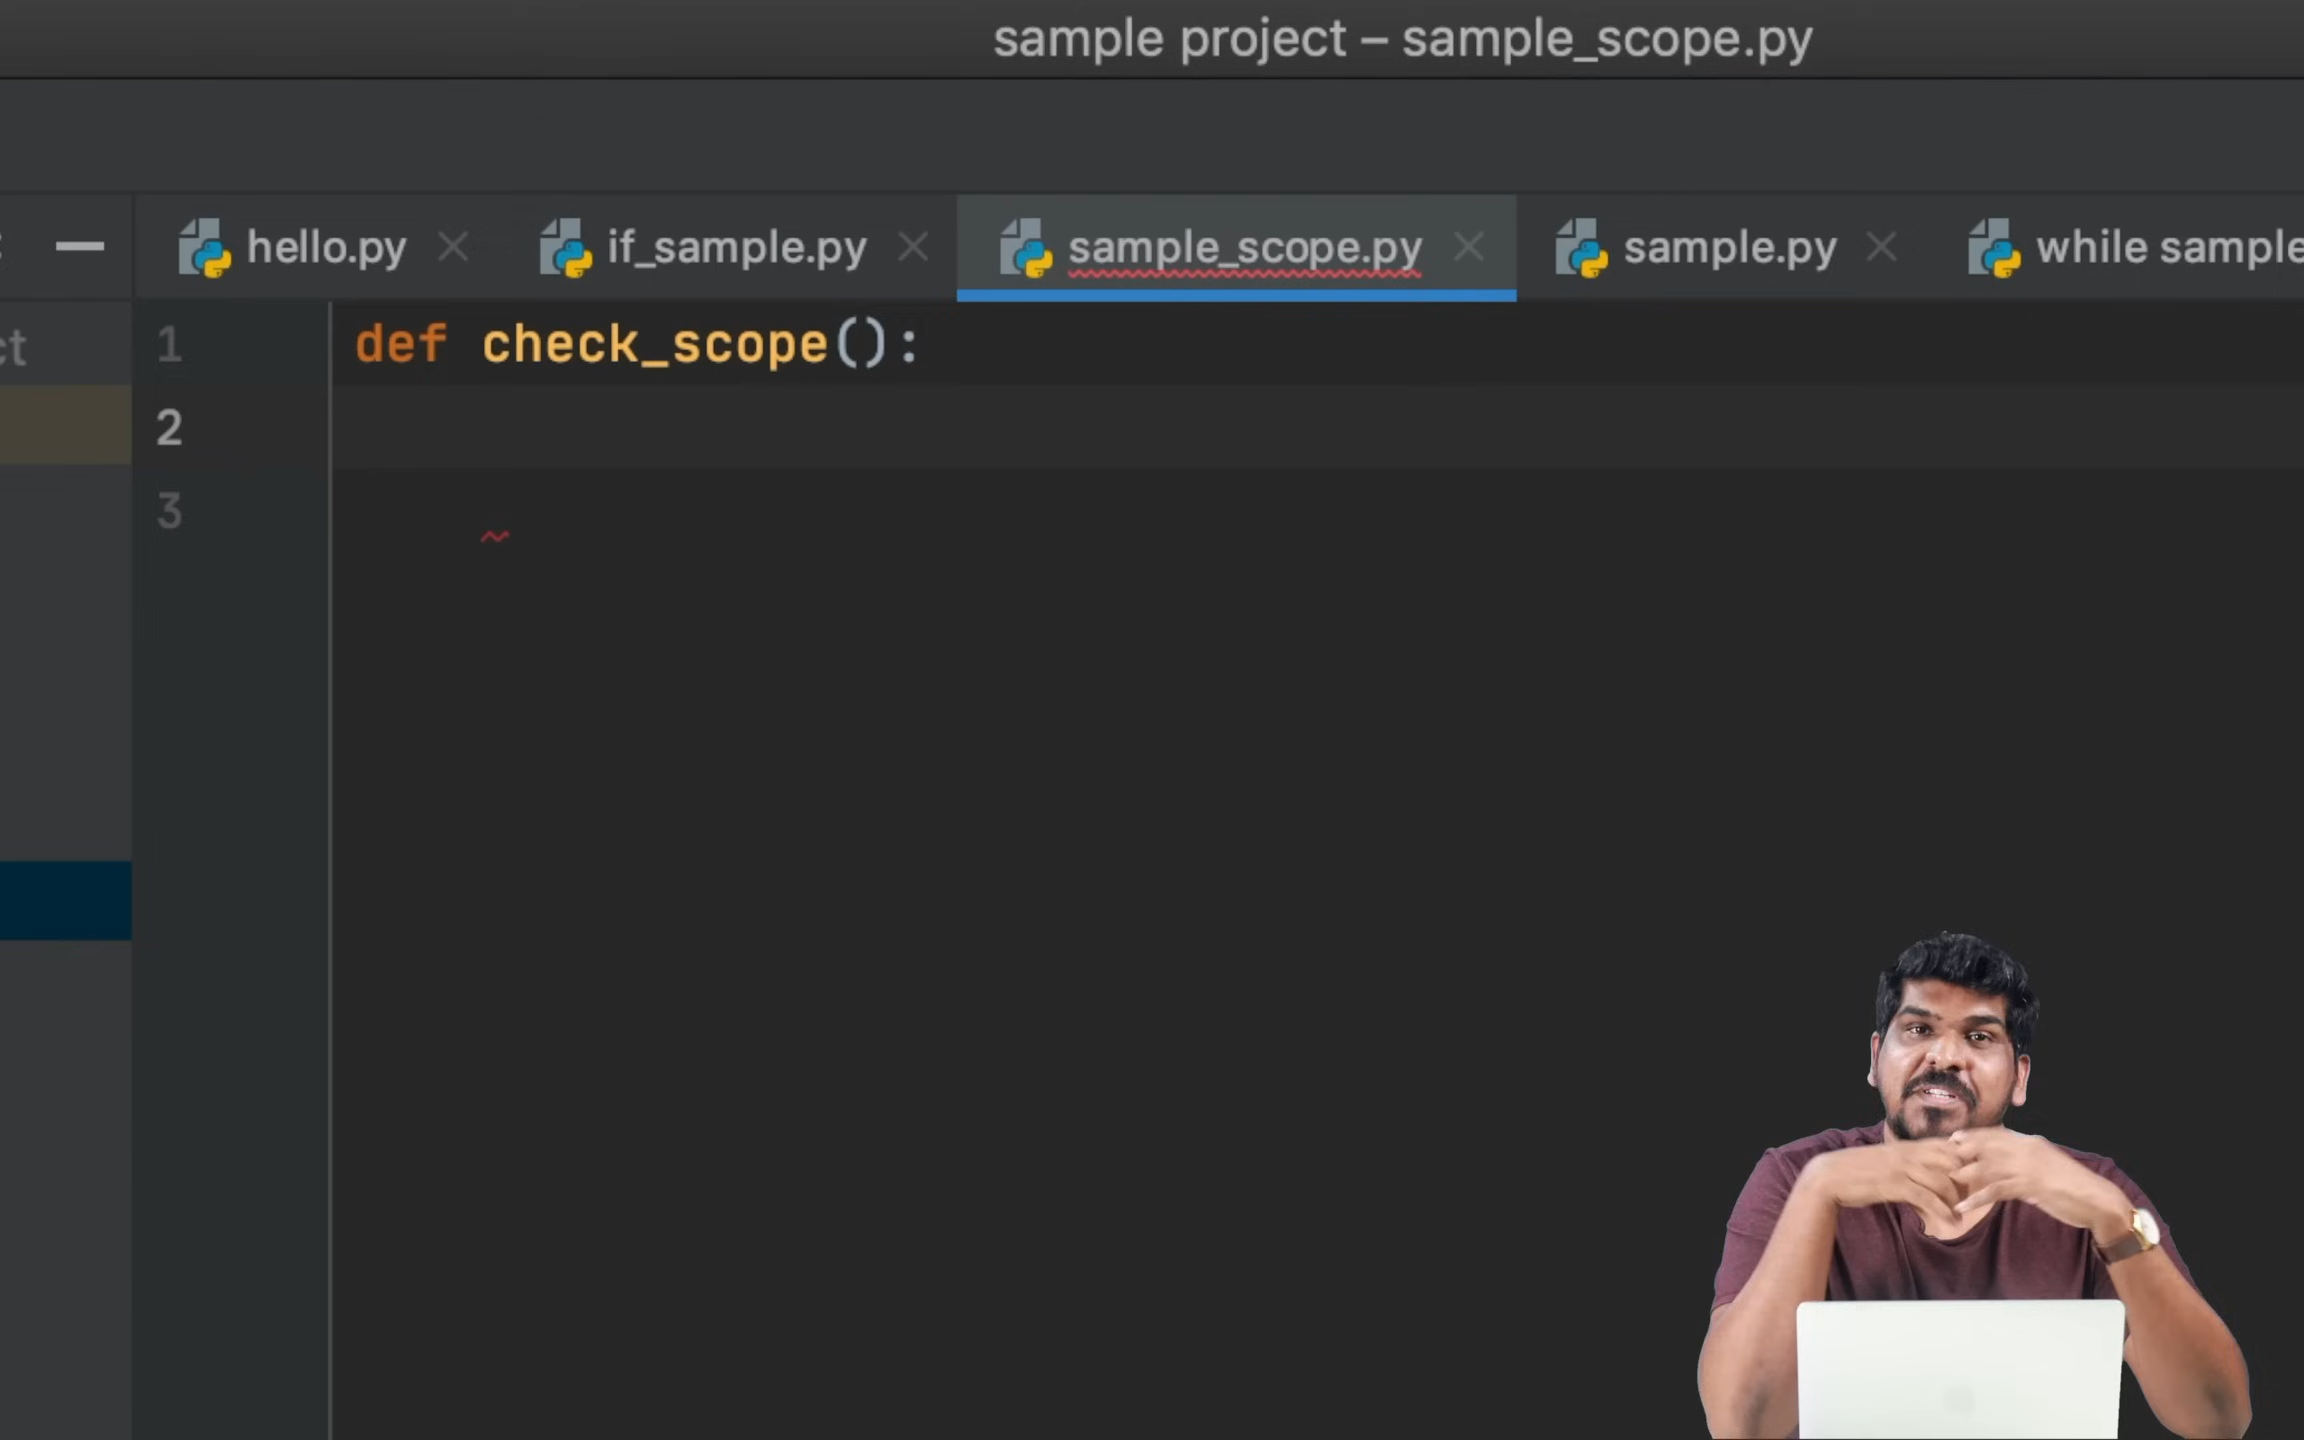 sample project – sample_scope.py
hello.py if_sample.py sample_scope.py sample.py while sample
ct
1 def check_scope():
2
3